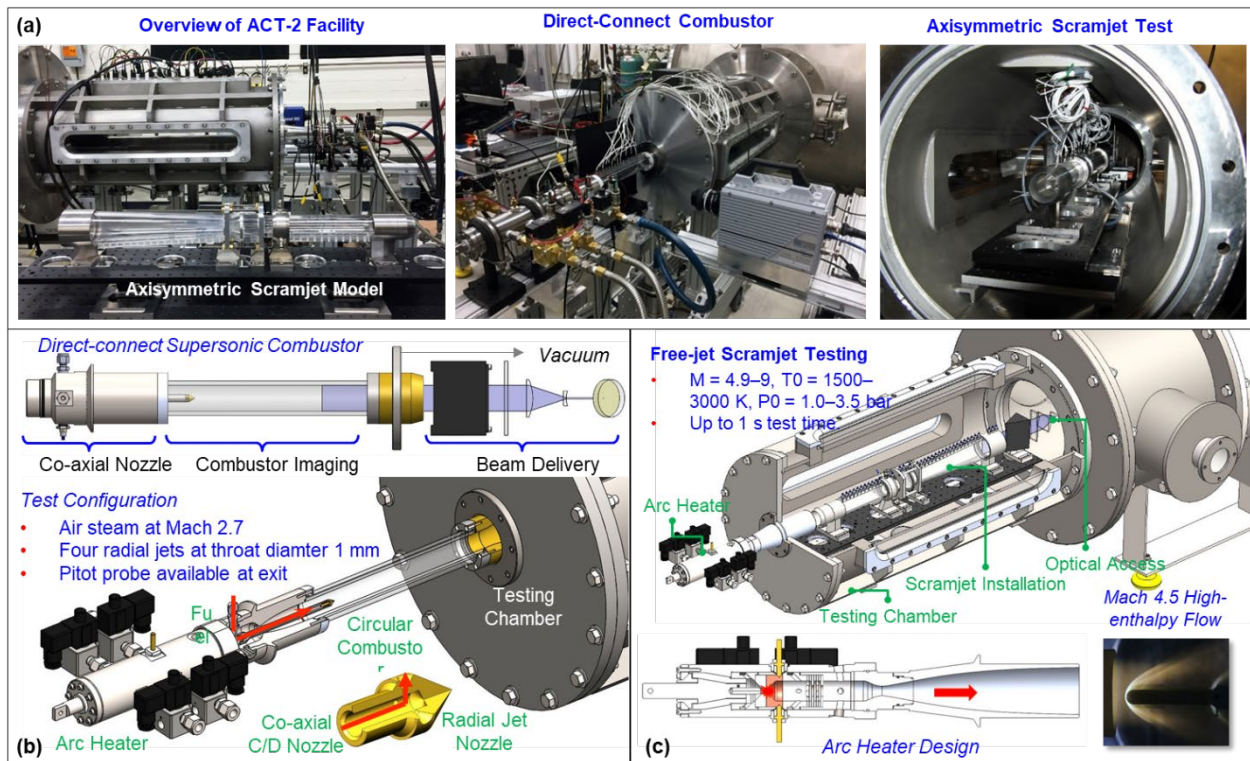 (a)
Overview of ACT-2 Facility
Direct-Connect Combustor
Axisymmetric Scramjet Test
Axisymmetric Scramjet Model
Direct-connect Supersonic Combustor
Vacuum
Co-axial Nozzle
Combustor Imaging
Beam Delivery
Test Configuration
• Air steam at Mach 2.7
• Four radial jets at throat diamter 1 mm
• Pitot probe available at exit
Fu
el
Testing
Chamber
Circular
Combusto
r
Co-axial
C/D Nozzle
Radial Jet
Nozzle
Arc Heater
(b)
Free-jet Scramjet Testing
• M = 4.9–9, T0 = 1500–
3000 K, P0 = 1.0–3.5 bar
• Up to 1 s test time
Arc Heater
Optical Access
Scramjet Installation
Testing Chamber
Mach 4.5 High-
enthalpy Flow
Arc Heater Design
(c)